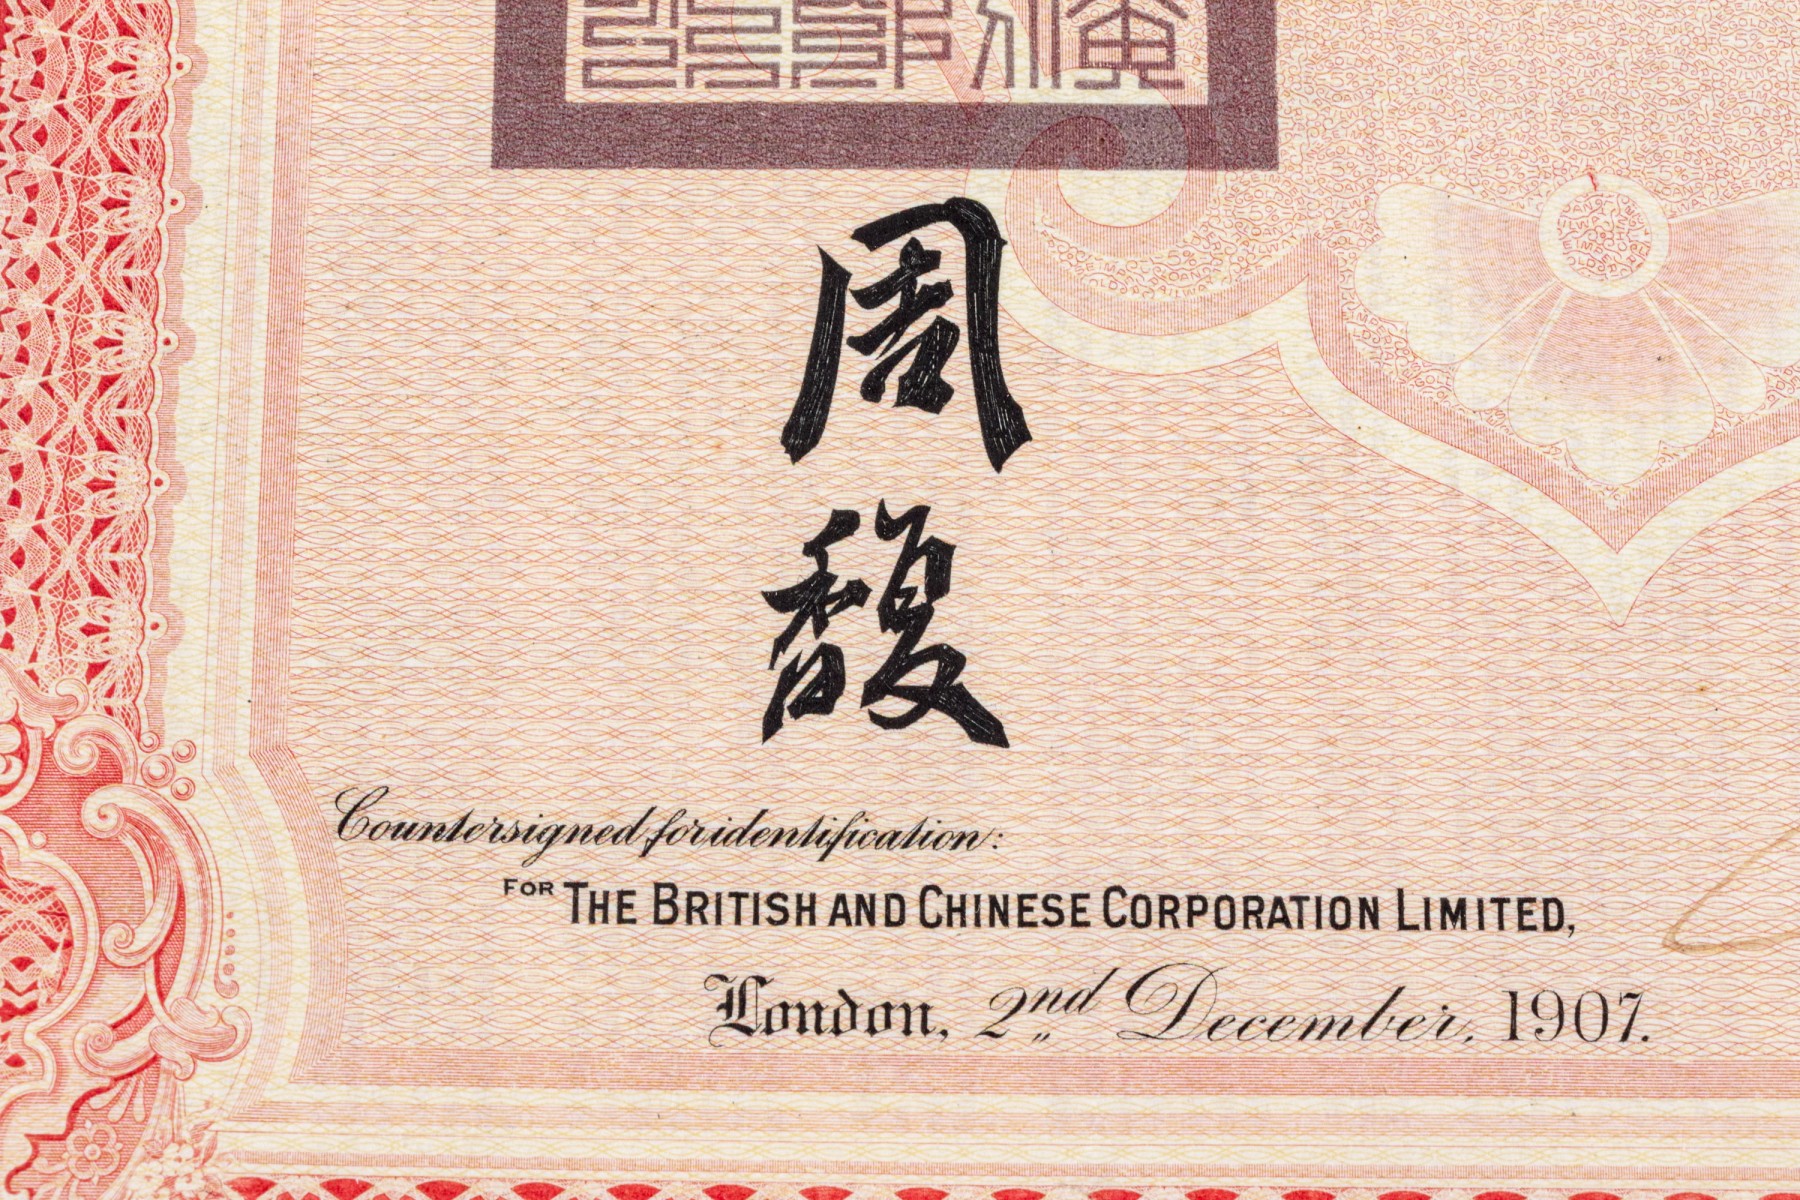 周
馥
Countersigned for identification:
FOR THE BRITISH AND CHINESE CORPORATION LIMITED,
London, 2nd December, 1907.